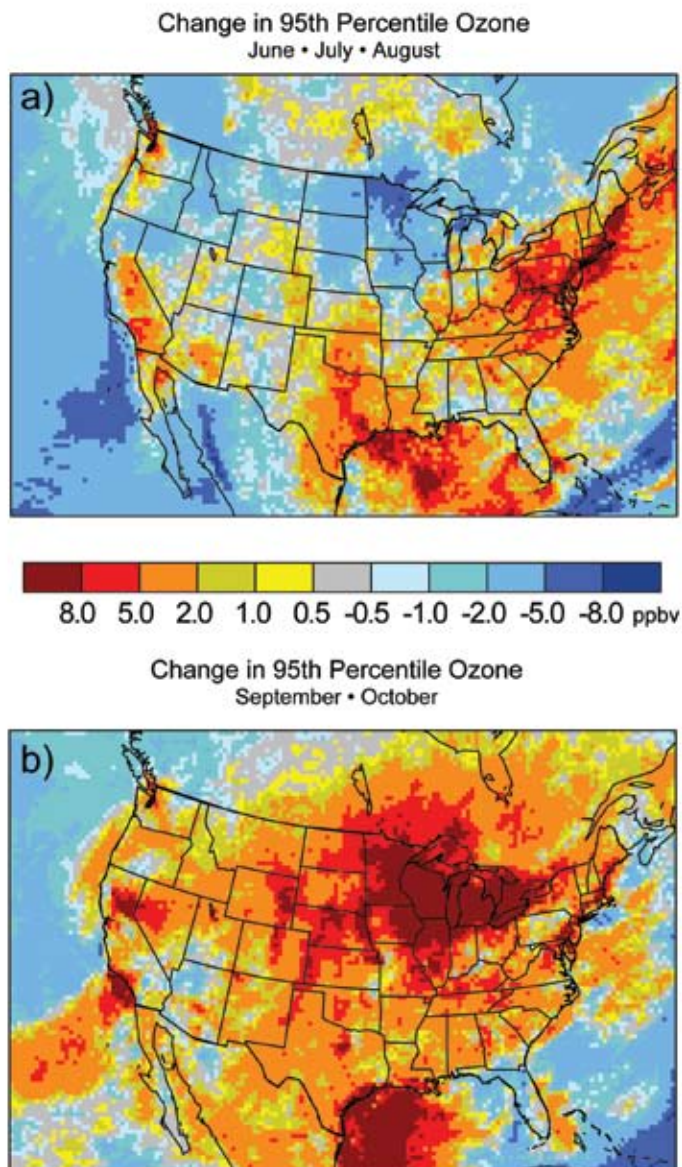 Change in 95th Percentile Ozone
June • July • August
a)
8.0 5.0 2.0 1.0 0.5 -0.5 -1.0 -2.0 -5.0 -8.0 ppbv
Change in 95th Percentile Ozone
September • October
b)